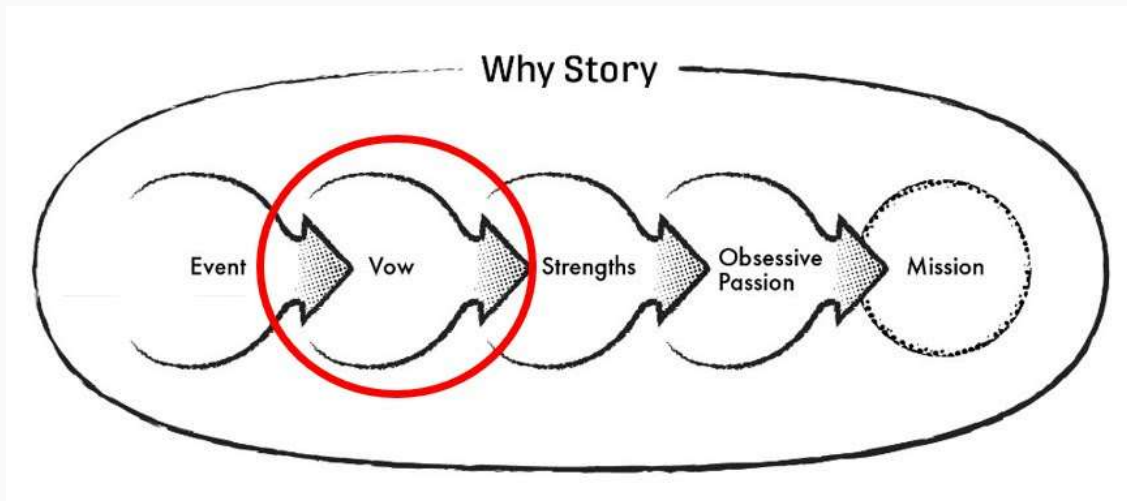 Why Story
Event
Vow
Strengths
Obsessive
Passion
Mission